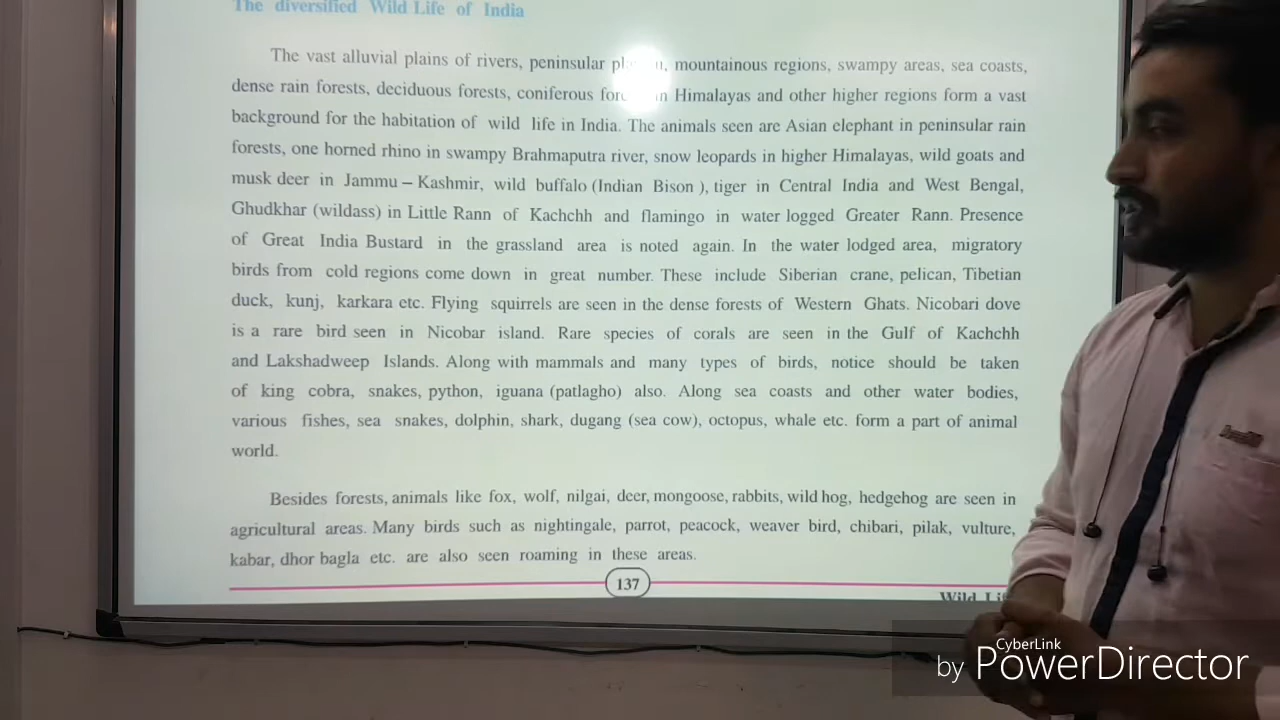 The diversified Wild Life of India
The vast alluvial plains of rivers, peninsular mountainous regions, swampy areas, sea coasts,
dense rain forests, deciduous forests, coniferous in Himalayas and other higher regions form a vast
background for the habitation of wild life in India. The animals seen are Asian elephant in peninsular rain
forests, one horned rhino in swampy Brahmaputra river, snow leopards in higher Himalayas, wild goats and
musk deer in Jammu – Kashmir, wild buffalo (Indian Bison ), tiger in Central India and West Bengal,
Ghudkhar (wildass) in Little Rann of Kachchh and flamingo in water logged Greater Rann. Presence
of Great India Bustard in the grassland area is noted again. In the water lodged area, migratory
birds from cold regions come down in great number. These include Siberian crane, pelican, Tibetian
duck, kunj, karkara etc. Flying squirrels are seen in the dense forests of Western Ghats. Nicobari dove
is a rare bird seen in Nicobar island. Rare species of corals are seen in the Gulf of Kachchh
and Lakshadweep Islands. Along with mammals and many types of birds, notice should be taken
of king cobra, snakes, python, iguana (patlagho) also. Along sea coasts and other water bodies,
various fishes, sea snakes, dolphin, shark, dugang (sea cow), octopus, whale etc. form a part of animal
world.
Besides forests, animals like fox, wolf, nilgai, deer, mongoose, rabbits, wild hog, hedgehog are seen in
agricultural areas. Many birds such as nightingale, parrot, peacock, weaver bird, chibari, pilak, vulture,
kabar, dhor bagla etc. are also seen roaming in these areas.
137
Wild
by CyberLink PowerDirector